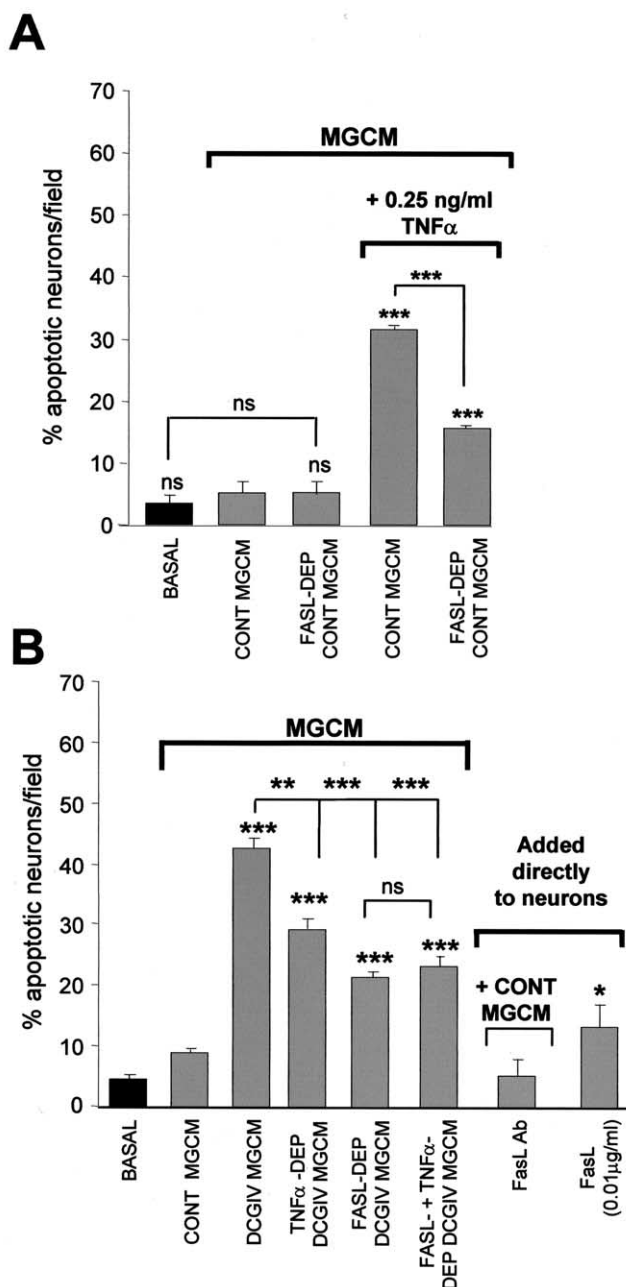 A
% apoptotic neurons/field
70
60
50
40
30
20
10
0
MGCM
+ 0.25 ng/ml
TNFα
***
***
***
ns
ns
ns
BASAL
CONT MGCM
FASL-DEP
CONT MGCM
CONT MGCM
FASL-DEP
CONT MGCM
B
% apoptotic neurons/field
70
60
50
40
30
20
10
0
MGCM
** *** ***
***
***
***
ns
***
Added
directly
to neurons
+ CONT
MGCM
*
BASAL
CONT MGCM
DCGIV MGCM
TNFα -DEP
DCGIV MGCM
FASL-DEP
DCGIV MGCM
FASL- + TNFα-
DEP DCGIV MGCM
FasL Ab
FasL
(0.01µg/ml)